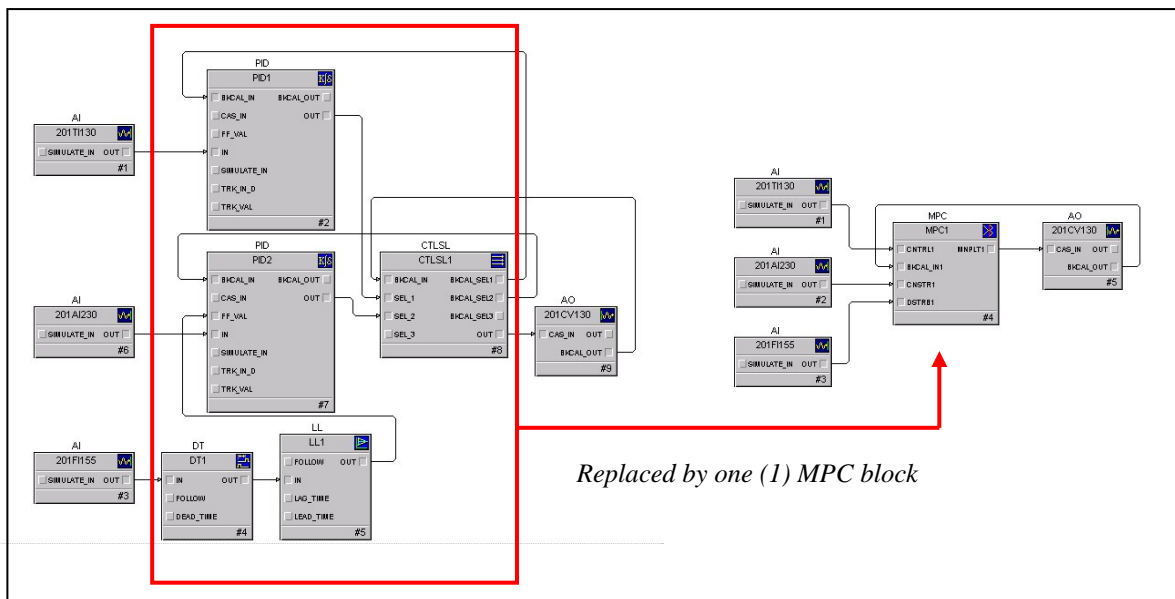 PID
PID1
BKCAL_IN BKCAL_OUT
CAS_IN OUT
FF_VAL
IN
SIMULATE_IN
TRK_IN_D
TRK_VAL
#2
AI
201TI130
SIMULATE_IN OUT
#1
PID
PID2
BKCAL_IN BKCAL_OUT
CAS_IN OUT
FF_VAL
IN
SIMULATE_IN
TRK_IN_D
TRK_VAL
#7
AI
201AI230
SIMULATE_IN OUT
#6
CTLSL
CTLSL1
BKCAL_IN BKCAL_SEL1
SEL_1 BKCAL_SEL2
SEL_2 BKCAL_SEL3
SEL_3 OUT
#8
AO
201CV130
CAS_IN OUT
BKCAL_OUT
#9
AI
201FI155
SIMULATE_IN OUT
#3
DT
DT1
IN OUT
FOLLOW
DEAD_TIME
#4
LL
LL1
FOLLOW OUT
IN
LAG_TIME
LEAD_TIME
#5
AI
201TI130
SIMULATE_IN OUT
#1
AI
201AI230
SIMULATE_IN OUT
#2
AI
201FI155
SIMULATE_IN OUT
#3
MPC
MPC1
CNTRL1 MNPLT1
BKCAL_IN1
CNSTR1
DSTRB1
#4
AO
201CV130
CAS_IN OUT
BKCAL_OUT
#5
Replaced by one (1) MPC block